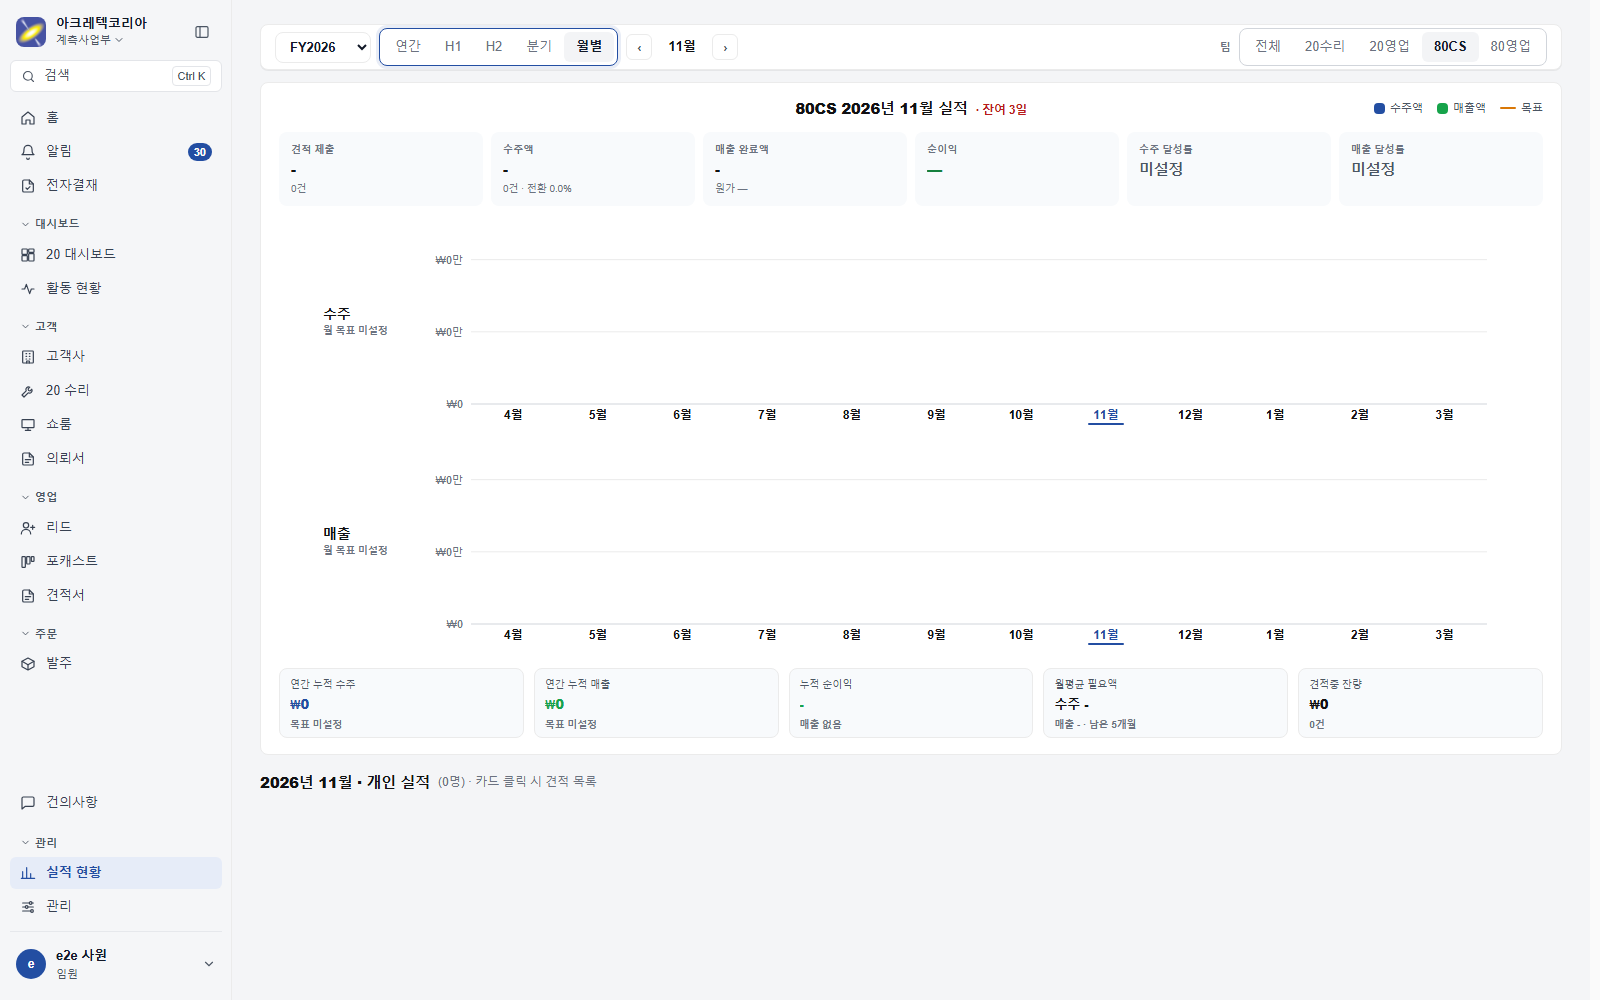 아크레텍코리아
계측사업부
검색
Ctrl K
홈
알림
30
전자결재
대시보드
20 대시보드
활동 현황
고객
고객사
20 수리
쇼룸
의뢰서
영업
리드
포캐스트
견적서
주문
발주
건의사항
관리
실적 현황
관리
e
e2e 사원
임원
FY2026
연간 H1 H2 분기 월별
‹ 11월 ›
팀
전체 20수리 20영업 80CS 80영업
80CS 2026년 11월 실적 · 잔여 3일
수주액 매출액 목표
견적 제출
-
0건
수주액
-
0건 · 전환 0.0%
매출 완료액
-
원가 —
순이익
—
수주 달성률
미설정
매출 달성률
미설정
수주
월 목표 미설정
₩0만
₩0만
₩0
4월 5월 6월 7월 8월 9월 10월 11월 12월 1월 2월 3월
매출
월 목표 미설정
₩0만
₩0만
₩0
4월 5월 6월 7월 8월 9월 10월 11월 12월 1월 2월 3월
연간 누적 수주
₩0
목표 미설정
연간 누적 매출
₩0
목표 미설정
누적 순이익
-
매출 없음
월평균 필요액
수주 -
매출 - · 남은 5개월
견적중 잔량
₩0
0건
2026년 11월 · 개인 실적 (0명) · 카드 클릭 시 견적 목록